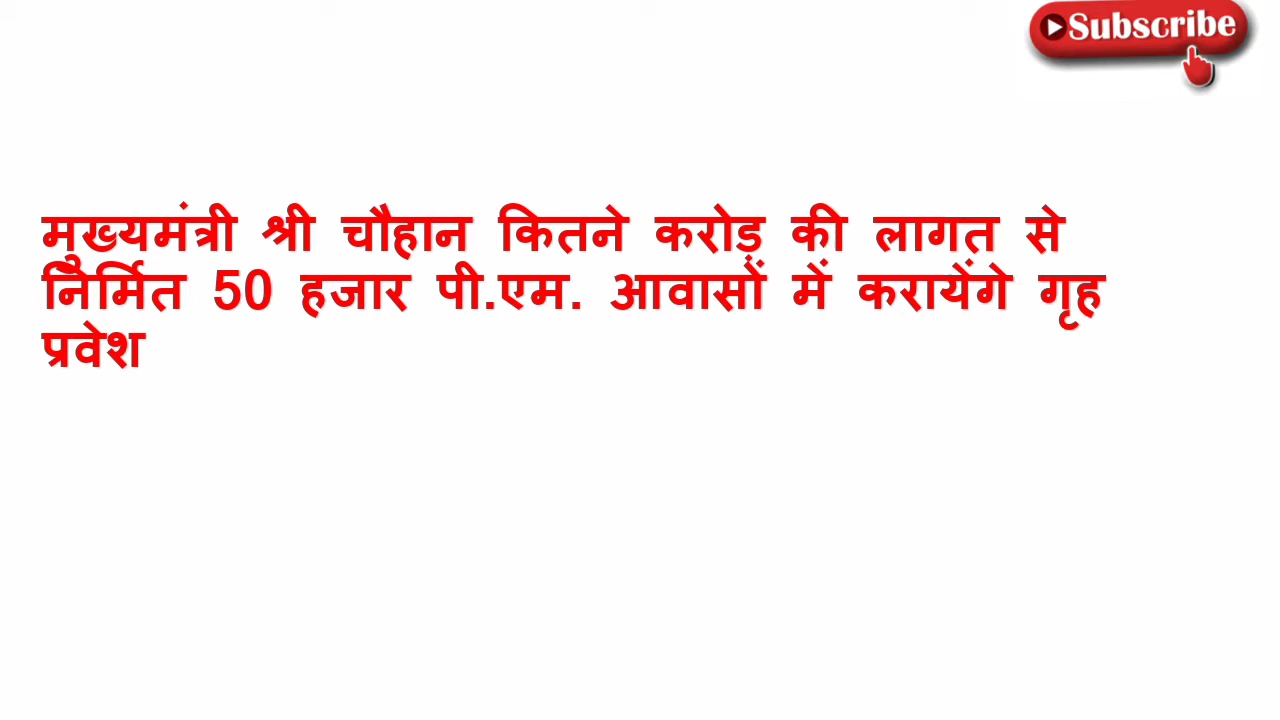 Subscribe
मुख्यमंत्री श्री चौहान कितने करोड़ की लागत से
निर्मित 50 हजार पी.एम. आवासों में करायेंगे गृह
प्रवेश